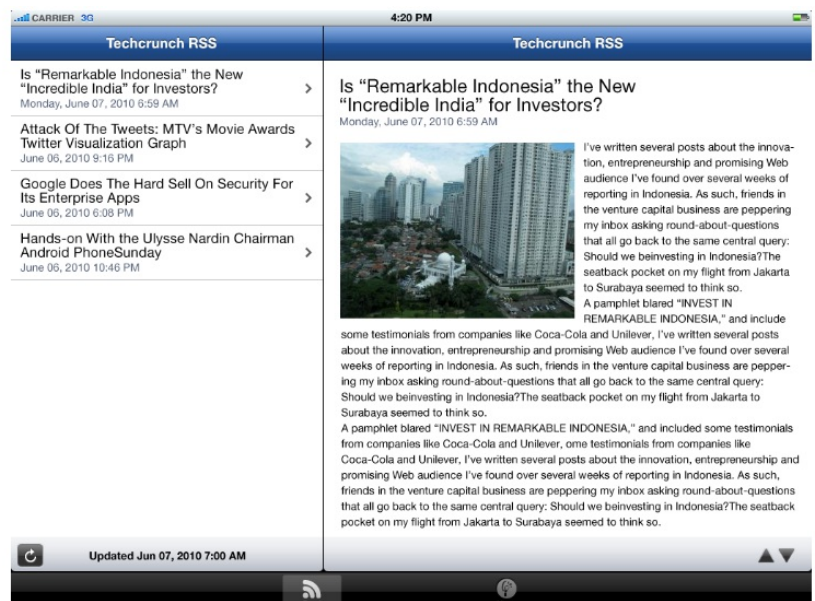 CARRIER 3G
4:20 PM
Techcrunch RSS
Is “Remarkable Indonesia” the New
“Incredible India” for Investors?
Monday, June 07, 2010 6:59 AM
Attack Of The Tweets: MTV’s Movie Awards
Twitter Visualization Graph
June 06, 2010 9:16 PM
Google Does The Hard Sell On Security For
Its Enterprise Apps
June 06, 2010 6:08 PM
Hands-on With the Ulysse Nardin Chairman
Android PhoneSunday
June 06, 2010 10:46 PM
Updated Jun 07, 2010 7:00 AM
Techcrunch RSS
Is “Remarkable Indonesia” the New
“Incredible India” for Investors?
Monday, June 07, 2010 6:59 AM
I’ve written several posts about the innova-
tion, entrepreneurship and promising Web
audience I’ve found over several weeks of
reporting in Indonesia. As such, friends in
the venture capital business are peppering
my inbox asking round-about-questions
that all go back to the same central query:
Should we beinvesting in Indonesia?The
seatback pocket on my flight from Jakarta
to Surabaya seemed to think so.
A pamphlet blared “INVEST IN
REMARKABLE INDONESIA,” and include
some testimonials from companies like Coca-Cola and Unilever, I’ve written several posts
about the innovation, entrepreneurship and promising Web audience I’ve found over several
weeks of reporting in Indonesia. As such, friends in the venture capital business are pepper-
ing my inbox asking round-about-questions that all go back to the same central query:
Should we beinvesting in Indonesia?The seatback pocket on my flight from Jakarta to
Surabaya seemed to think so.
A pamphlet blared “INVEST IN REMARKABLE INDONESIA,” and included some testimonials
from companies like Coca-Cola and Unilever, ome testimonials from companies like
Coca-Cola and Unilever, I’ve written several posts about the innovation, entrepreneurship and
promising Web audience I’ve found over several weeks of reporting in Indonesia. As such,
friends in the venture capital business are peppering my inbox asking round-about-questions
that all go back to the same central query: Should we beinvesting in Indonesia?The seatback
pocket on my flight from Jakarta to Surabaya seemed to think so.